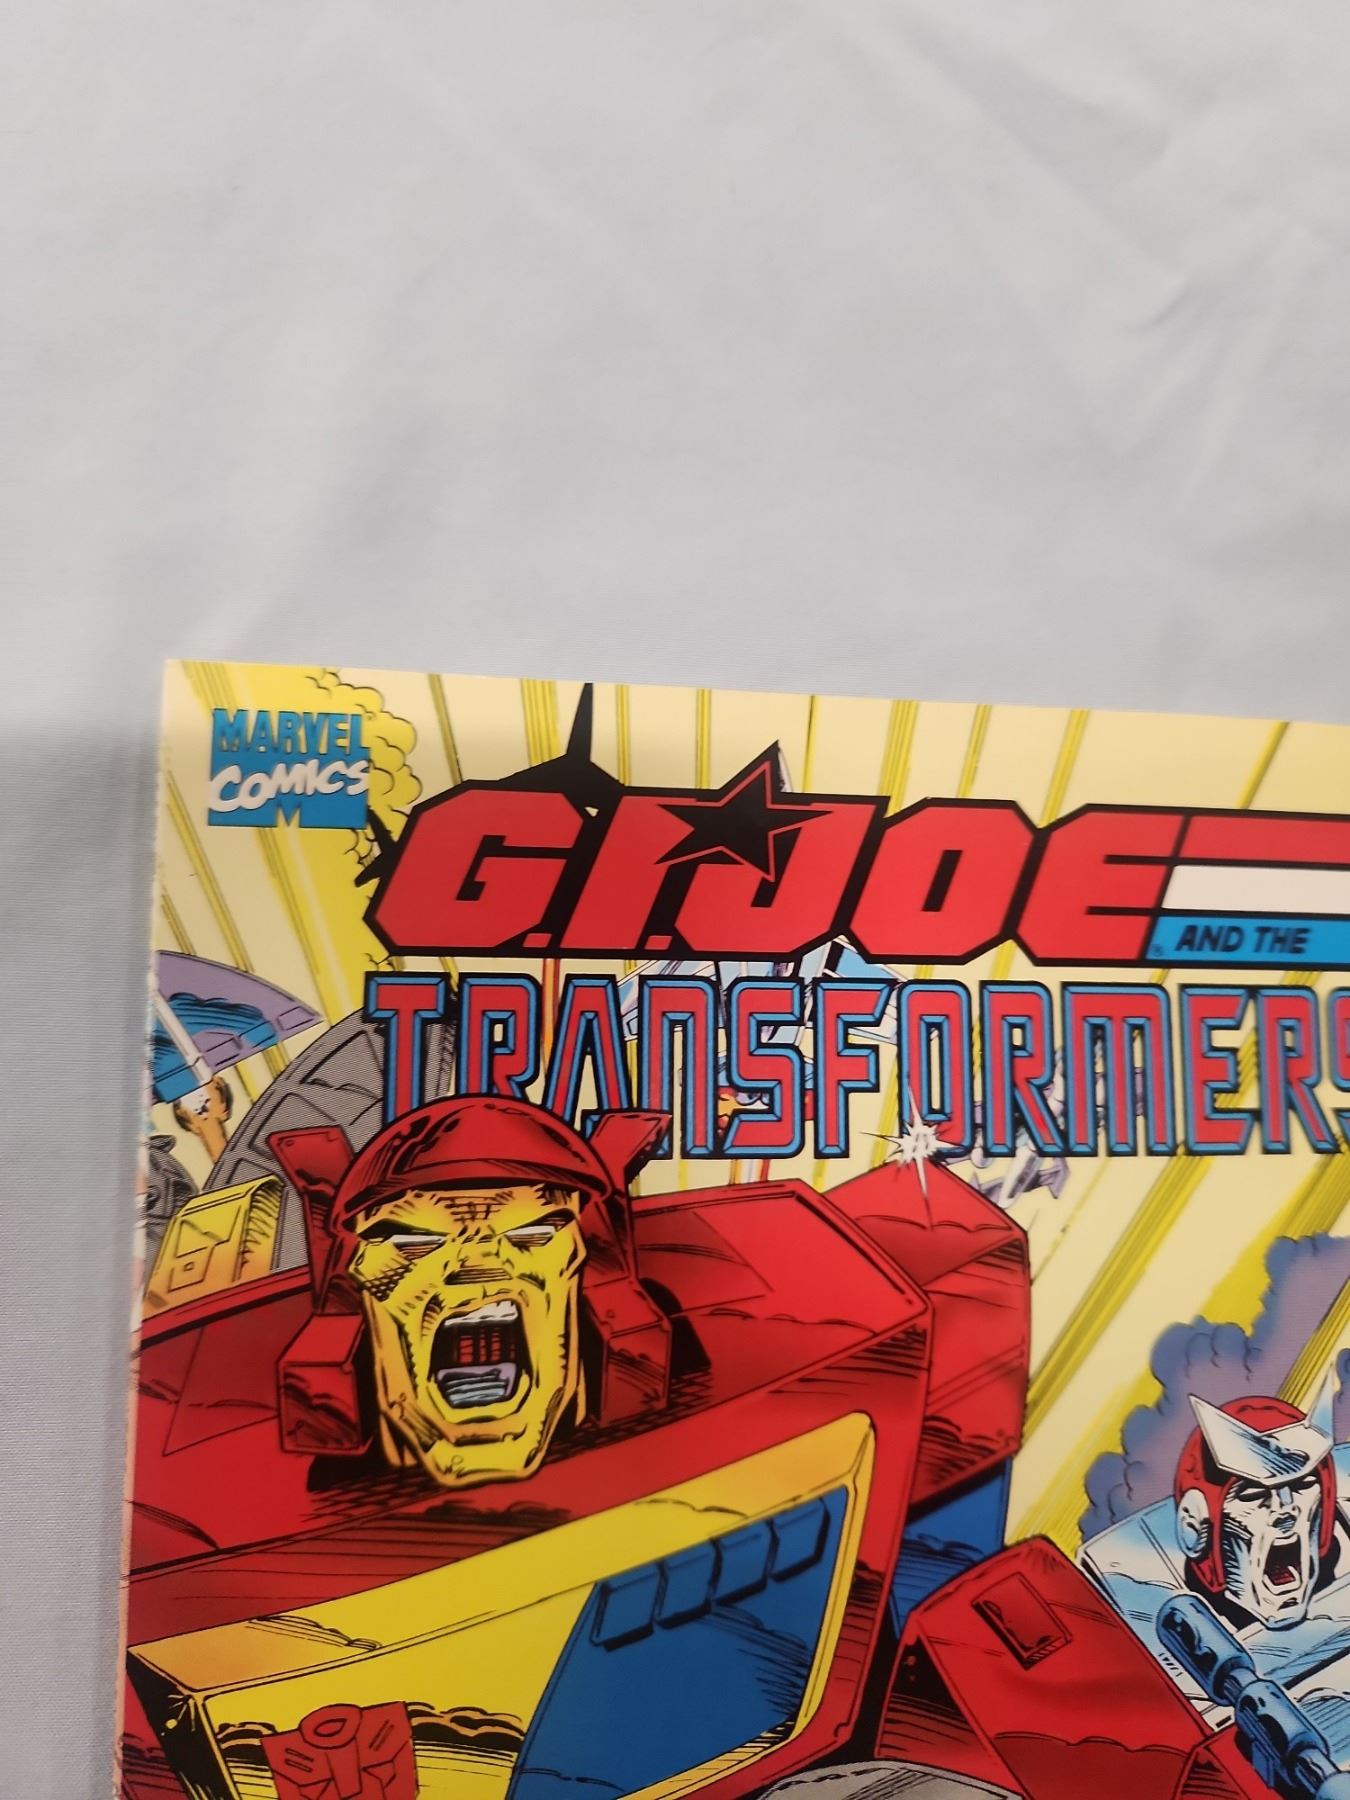 MARVEL
COMICS
G.I. JOE
AND THE
TRANSFORMERS